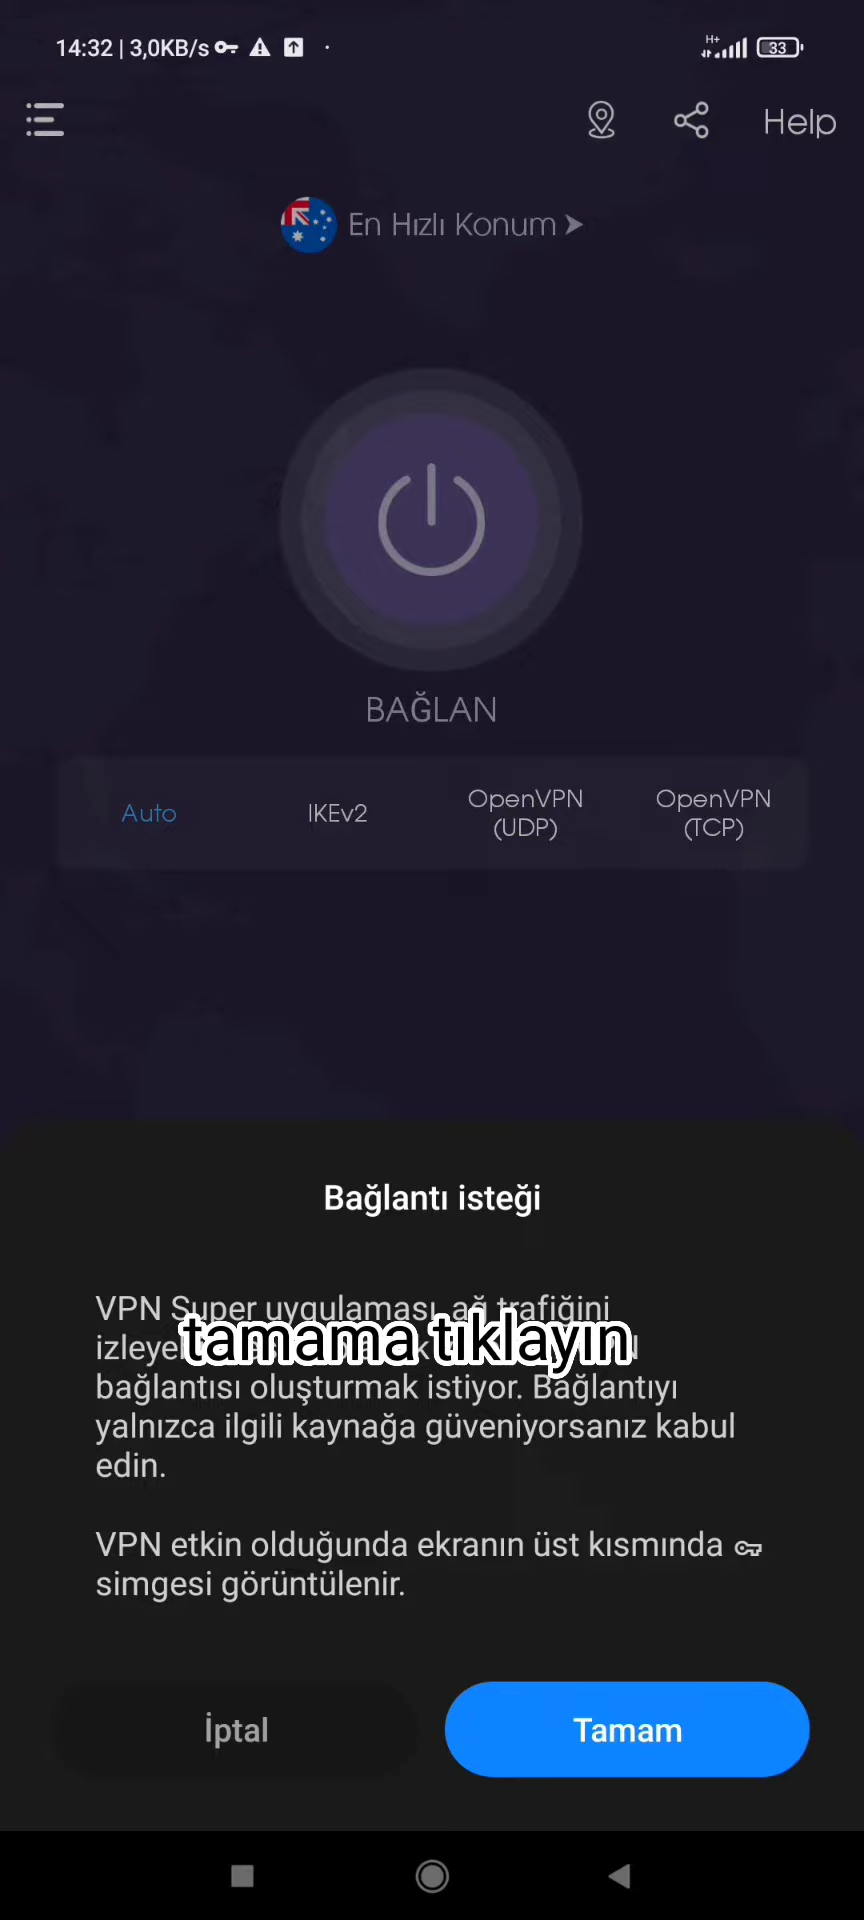 14:32 | 3,0KB/s
H+
33
Help
En Hızlı Konum
BAĞLAN
Auto
IKEv2
OpenVPN
(UDP)
OpenVPN
(TCP)
Bağlantı isteği
VPN Super uygulaması, ağ trafiğini
tamama tıklayın
bağlantısı oluşturmak istiyor. Bağlantıyı
yalnızca ilgili kaynağa güveniyorsanız kabul
edin.
VPN etkin olduğunda ekranın üst kısmında
simgesi görüntülenir.
İptal
Tamam